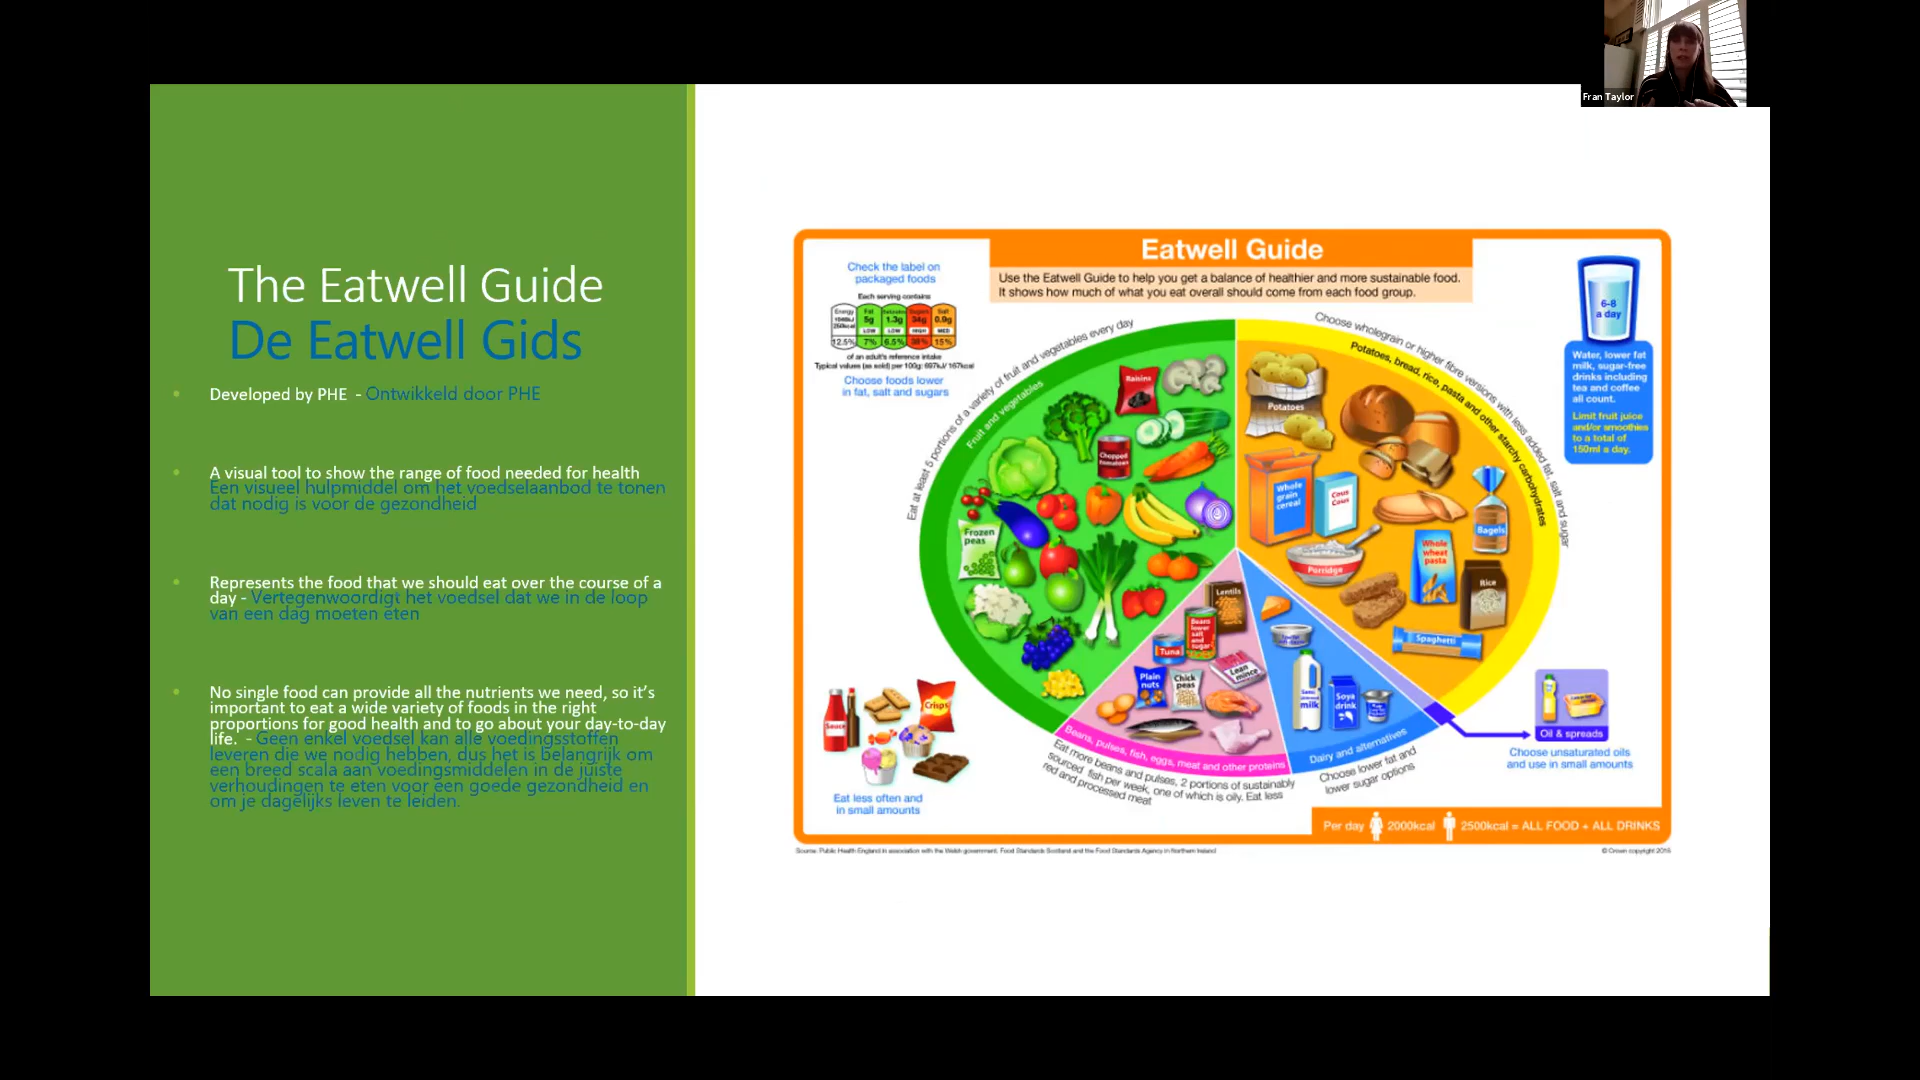 Fran Taylor
The Eatwell Guide
De Eatwell Gids
Developed by PHE - Ontwikkeld door PHE
A visual tool to show the range of food needed for health
Een visueel hulpmiddel om het voedselaanbod te tonen
dat nodig is voor de gezondheid
Represents the food that we should eat over the course of a
day - Vertegenwoordigt het voedsel dat we in de loop
van een dag moeten eten
No single food can provide all the nutrients we need, so it's
important to eat a wide variety of foods in the right
proportions for good health and to go about your day-to-day
life. - Geen enkel voedsel kan alle voedingsstoffen
leveren die we nodig hebben, dus het is belangrijk om
een breed scala aan voedingsmiddelen in de juiste
verhoudingen te eten voor een goede gezondheid en
om je dagelijks leven te leiden.
Eatwell Guide
Use the Eatwell Guide to help you get a balance of healthier and more sustainable food.
It shows how much of what you eat overall should come from each food group.
Check the label on
packaged foods
Each serving contains
Energy
1046kJ
250kcal
12.5%
Fat
5g
LOW
7%
1.3g
LOW
6.5%
Sugars
34g
HIGH
38%
Salt
0.9g
MED
15%
of an adult's reference intake
Typical values (as sold) per 100g: 697kJ/ 167kcal
Choose foods lower
in fat, salt and sugars
Eat at least 5 portions of a variety of fruit and vegetables every day
Fruit and vegetables
Raisins
Chopped
tomatoes
Frozen
peas
Choose wholegrain or higher fibre versions with less added fat, salt and sugar
Potatoes, bread, rice, pasta and other starchy carbohydrates
Potatoes
Whole
grain
cereal
Cous
Cous
Porridge
Bagels
Whole
wheat
pasta
Rice
Spaghetti
6-8
a day
Water, lower fat
milk, sugar-free
drinks including
tea and coffee
all count.
Limit fruit juice
and/or smoothies
to a total of
150ml a day.
Lentils
Beans
lower
salt
and
sugar
Tuna
Plain
nuts
Chick
peas
Lean
mince
Beans, pulses, fish, eggs, meat and other proteins
Eat more beans and pulses, 2 portions of sustainably
sourced fish per week, one of which is oily. Eat less
red and processed meat
milk
Soya
drink
Dairy and alternatives
Choose lower fat and
lower sugar options
Oil & spreads
Choose unsaturated oils
and use in small amounts
Sauce
Crisps
Eat less often and
in small amounts
Per day 2000kcal 2500kcal = ALL FOOD + ALL DRINKS
Source: Public Health England in association with the Welsh government, Food Standards Scotland and the Food Standards Agency in Northern Ireland
© Crown copyright 2016